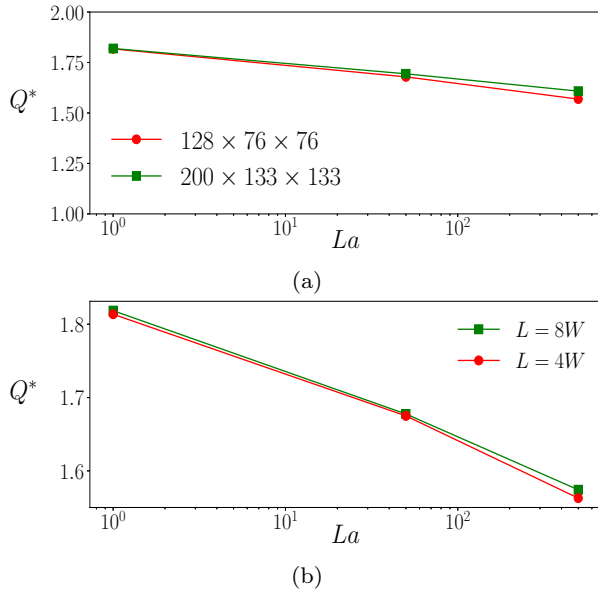 2.00
1.75
Q*
1.50
1.25
1.00
128 × 76 × 76
200 × 133 × 133
10⁰
10¹
10²
La
(a)
1.8
Q*
1.7
1.6
L = 8W
L = 4W
10⁰
10¹
10²
La
(b)